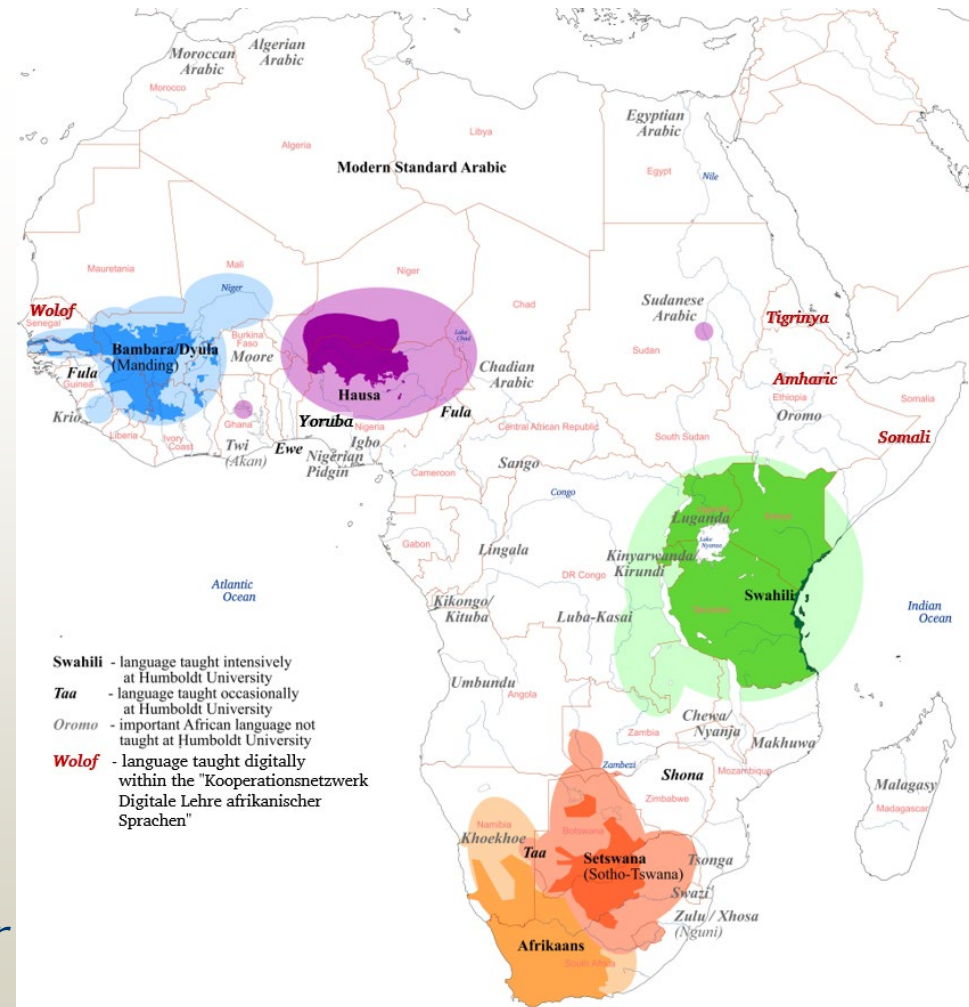 Moroccan
Arabic
Algerian
Arabic
Morocco
Algeria
Libya
Egyptian
Arabic
Egypt
Nile
Modern Standard Arabic
Mauretania
Mali
Niger
Niger
Chad
Lake
Chad
Sudanese
Arabic
Sudan
Tigrinya
Wolof
Senegal
Bambara/Dyula
(Manding)
Burkina
Faso
Moore
Hausa
Chadian
Arabic
Amharic
Ethiopia
Oromo
Somalia
Somali
Fula
Guinea
Krio
Liberia
Ivory
Coast
Ghana
Twi
(Akan)
Ewe
Yoruba
Nigeria
Igbo
Nigerian
Pidgin
Fula
Cameroon
Central African Republic
South Sudan
Sango
Congo
Gabon
Lingala
Luganda
Lake
Nyanza
Kinyarwanda/
Kirundi
DR Congo
Swahili
Atlantic
Ocean
Indian
Ocean
Kikongo/
Kituba
Luba-Kasai
Umbundu
Angola
Zambia
Chewa/
Nyanja
Makhuwa
Zambezi
Shona
Mozambique
Zimbabwe
Malagasy
Madagascar
Namibia
Khoekhoe
Taa
Botswana
Setswana
(Sotho-Tswana)
Tsonga
Swazi
Zulu / Xhosa
(Nguni)
Afrikaans
South Africa
Swahili - language taught intensively
at Humboldt University
Taa - language taught occasionally
at Humboldt University
Oromo - important African language not
taught at Humboldt University
Wolof - language taught digitally
within the "Kooperationsnetzwerk
Digitale Lehre afrikanischer
Sprachen"